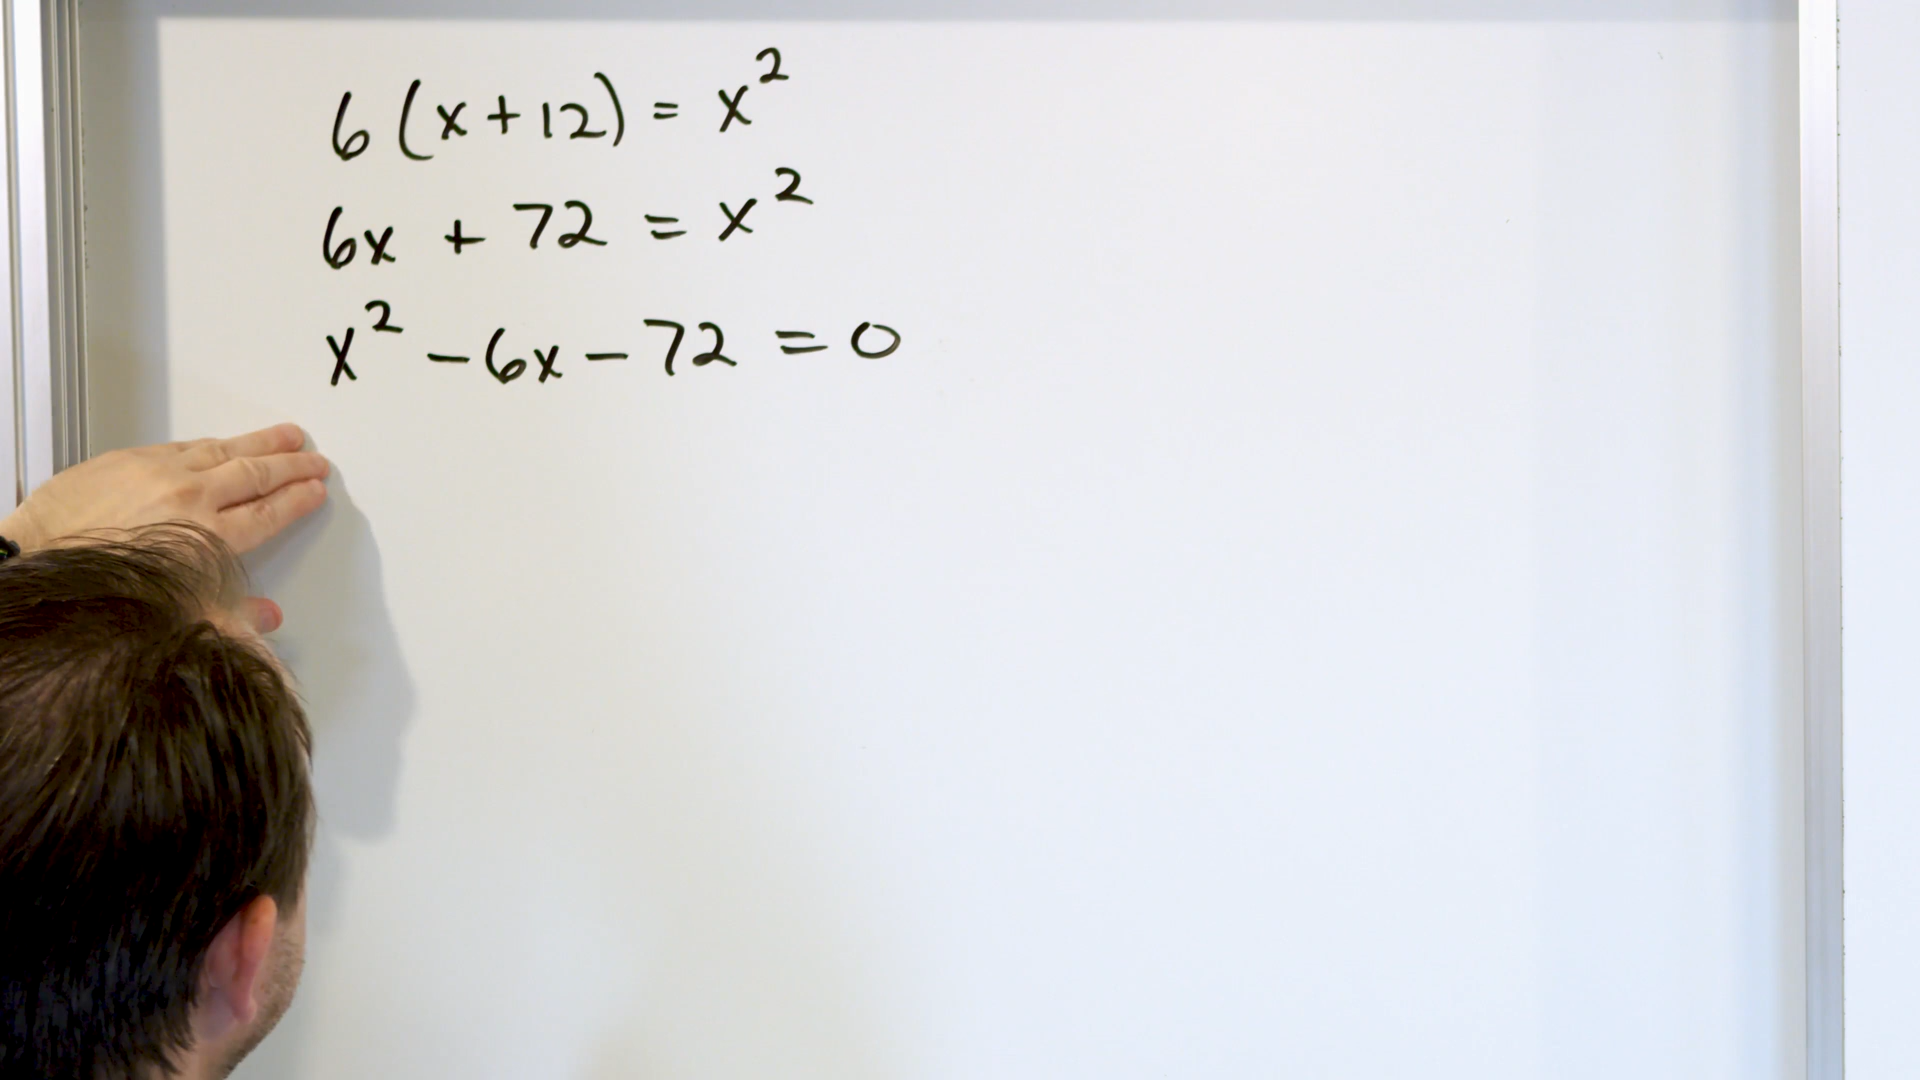 6(x+12) = x²
6x + 72 = x²
x² - 6x - 72 = 0